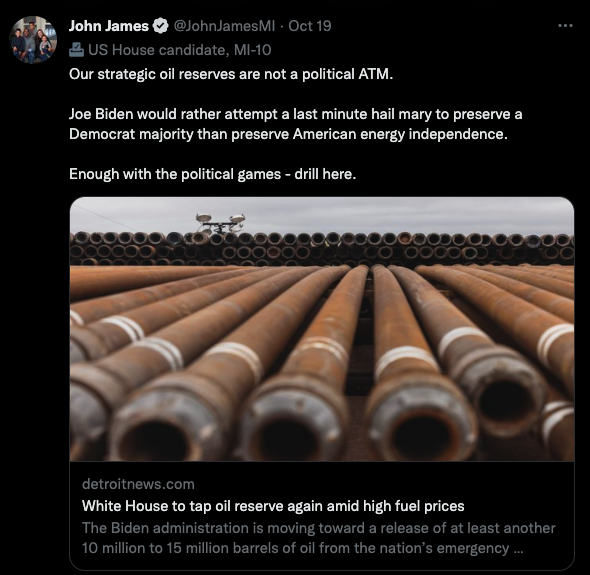 John James @JohnJamesMI · Oct 19
US House candidate, MI-10
Our strategic oil reserves are not a political ATM.
Joe Biden would rather attempt a last minute hail mary to preserve a
Democrat majority than preserve American energy independence.
Enough with the political games - drill here.
detroitnews.com
White House to tap oil reserve again amid high fuel prices
The Biden administration is moving toward a release of at least another
10 million to 15 million barrels of oil from the nation’s emergency ...